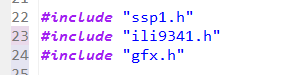 22 #include "ssp1.h"
23 #include "ili9341.h"
24 #include "gfx.h"